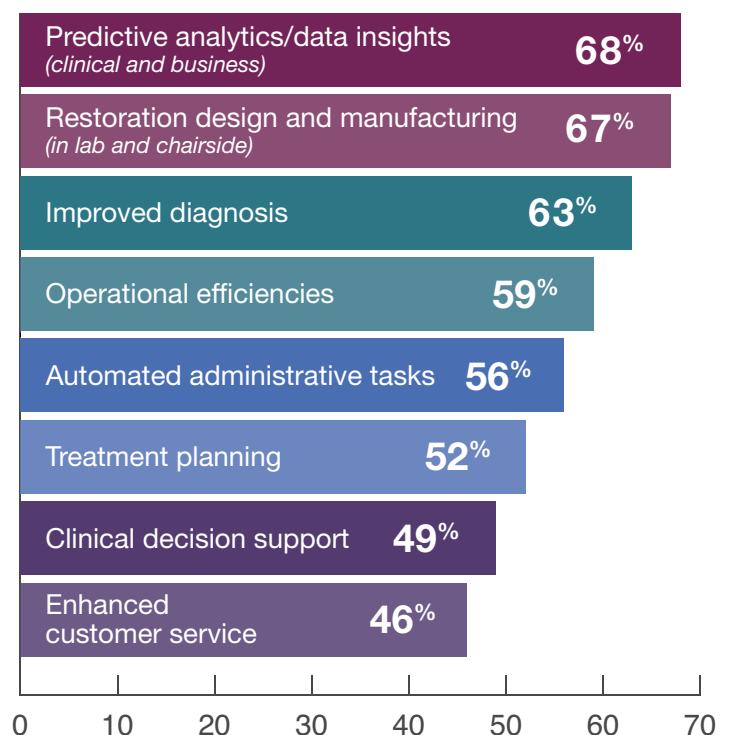 Predictive analytics/data insights
(clinical and business)
68%
Restoration design and manufacturing
(in lab and chairside)
67%
Improved diagnosis
63%
Operational efficiencies
59%
Automated administrative tasks
56%
Treatment planning
52%
Clinical decision support
49%
Enhanced
customer service
46%
0 10 20 30 40 50 60 70